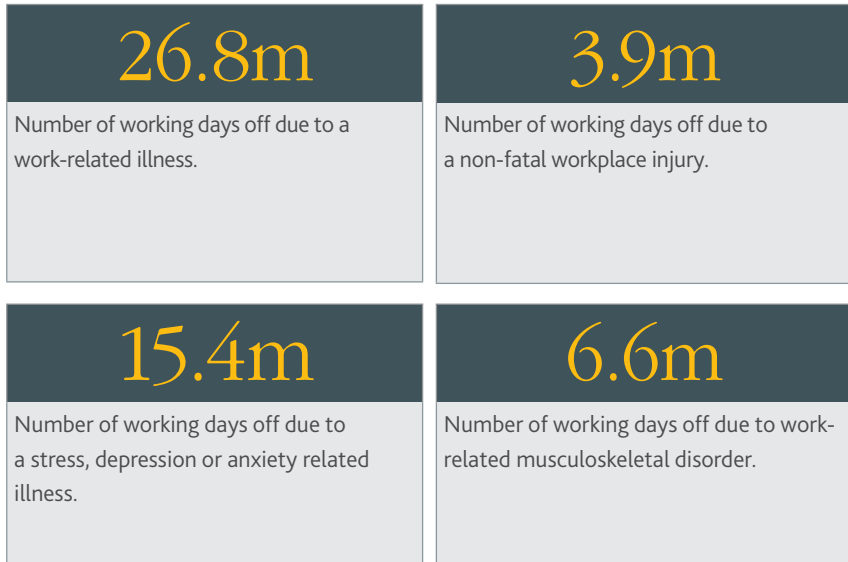 26.8m
Number of working days off due to a
work-related illness.
3.9m
Number of working days off due to
a non-fatal workplace injury.
15.4m
Number of working days off due to
a stress, depression or anxiety related
illness.
6.6m
Number of working days off due to work-
related musculoskeletal disorder.